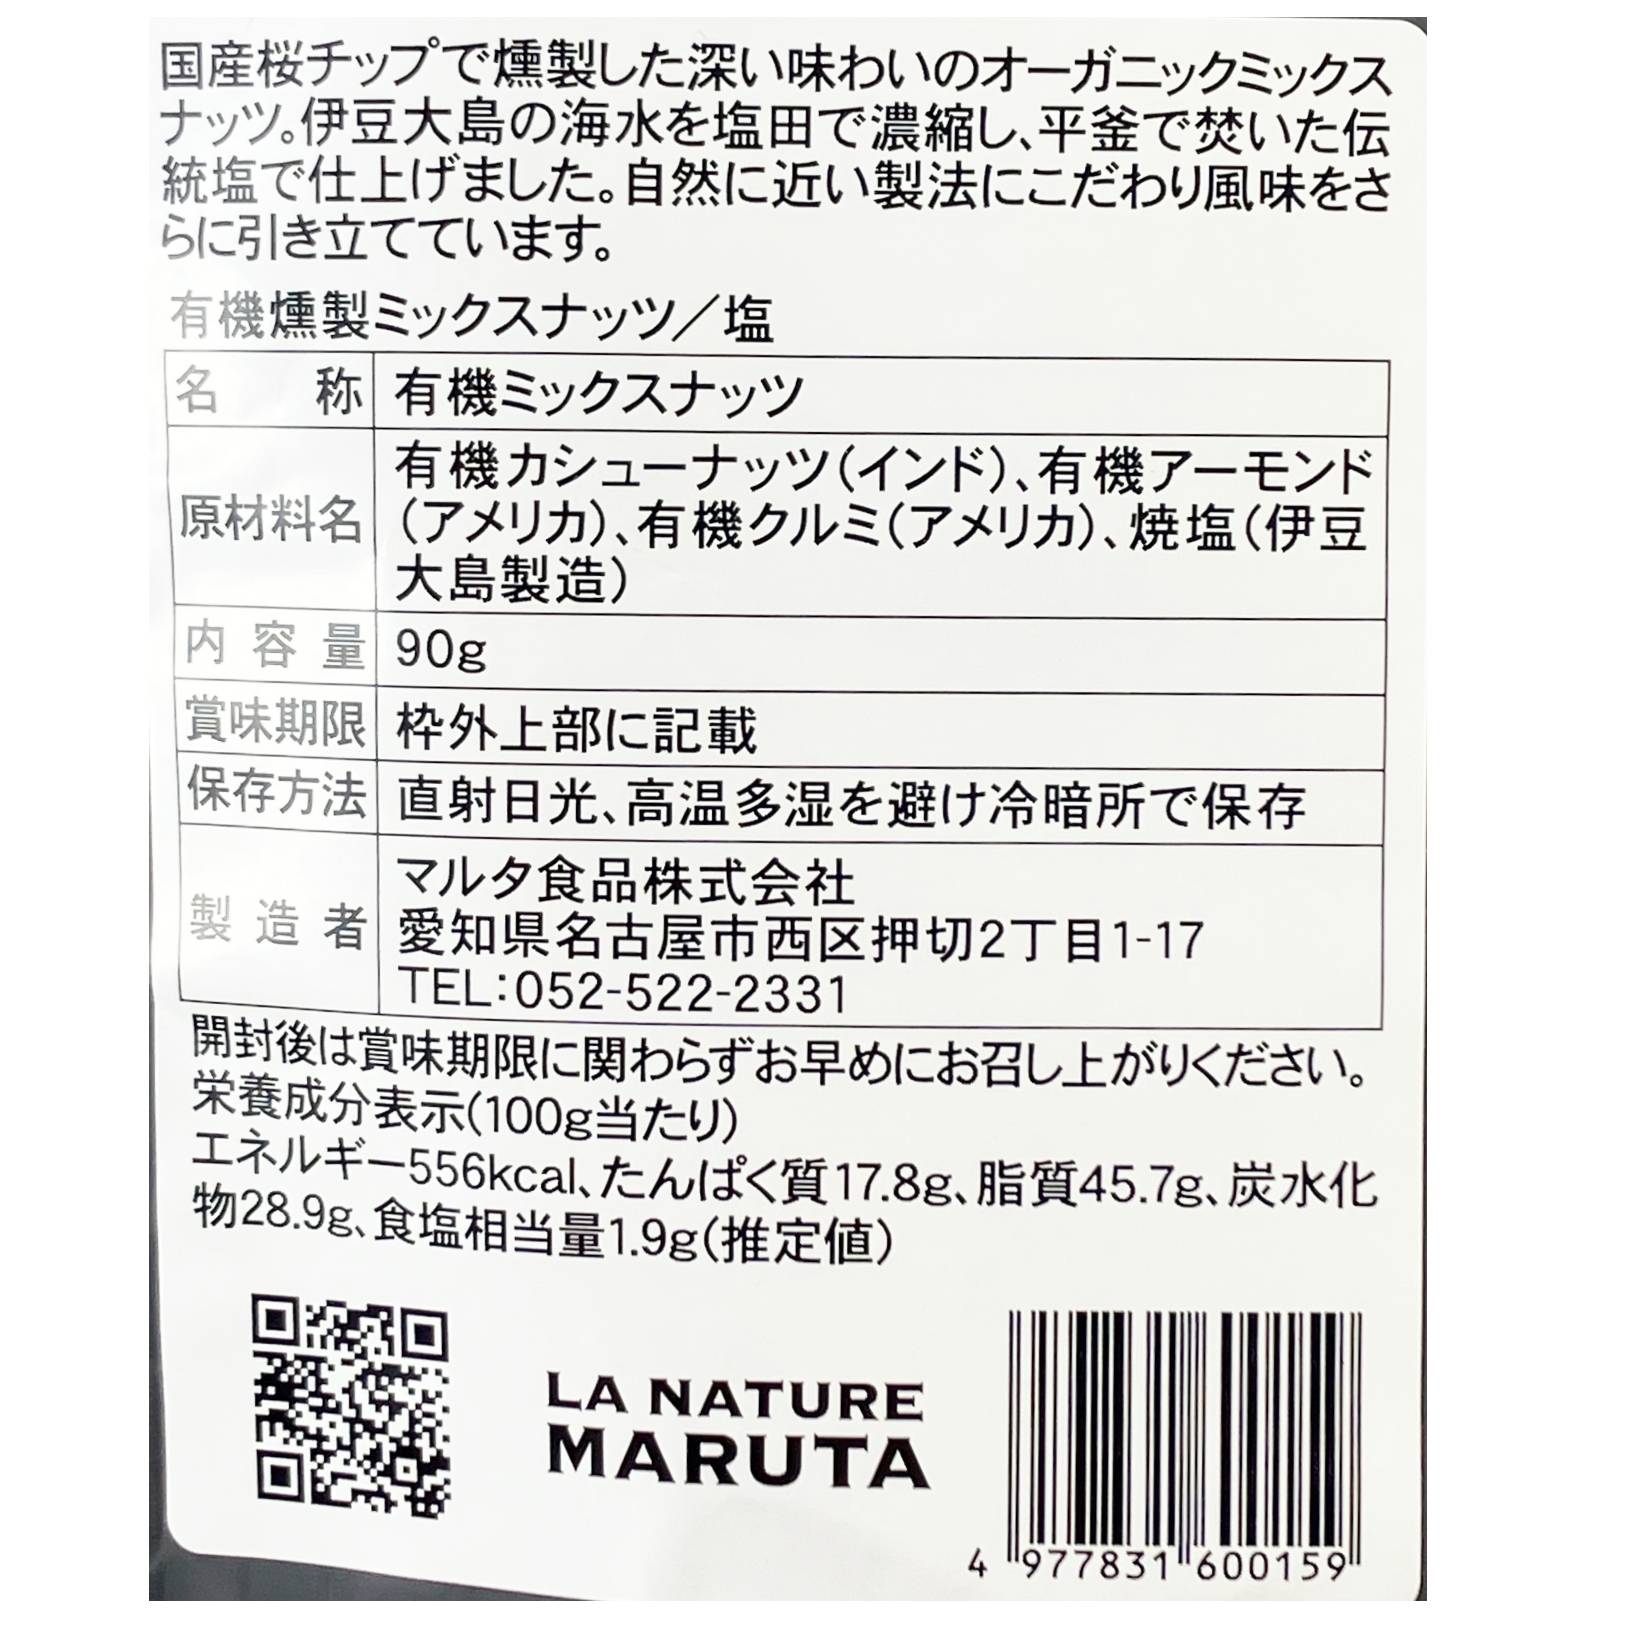 国産桜チップで燻製した深い味わいのオーガニックミックス
ナッツ。伊豆大島の海水を塩田で濃縮し、平釜で焚いた伝
統塩で仕上げました。自然に近い製法にこだわり風味をさ
らに引き立てています。
有機燻製ミックスナッツ／塩
名 称 有機ミックスナッツ
原材料名 有機カシューナッツ（インド）、有機アーモンド
（アメリカ）、有機クルミ（アメリカ）、焼塩（伊豆
大島製造）
内容量 90g
賞味期限 枠外上部に記載
保存方法 直射日光、高温多湿を避け冷暗所で保存
製造者 マルタ食品株式会社
愛知県名古屋市西区押切2丁目1-17
TEL:052-522-2331
開封後は賞味期限に関わらずお早めにお召し上がりください。
栄養成分表示(100g当たり)
エネルギー556kcal、たんぱく質17.8g、脂質45.7g、炭水化
物28.9g、食塩相当量1.9g(推定値)
LA NATURE
MARUTA
4 977831 600159